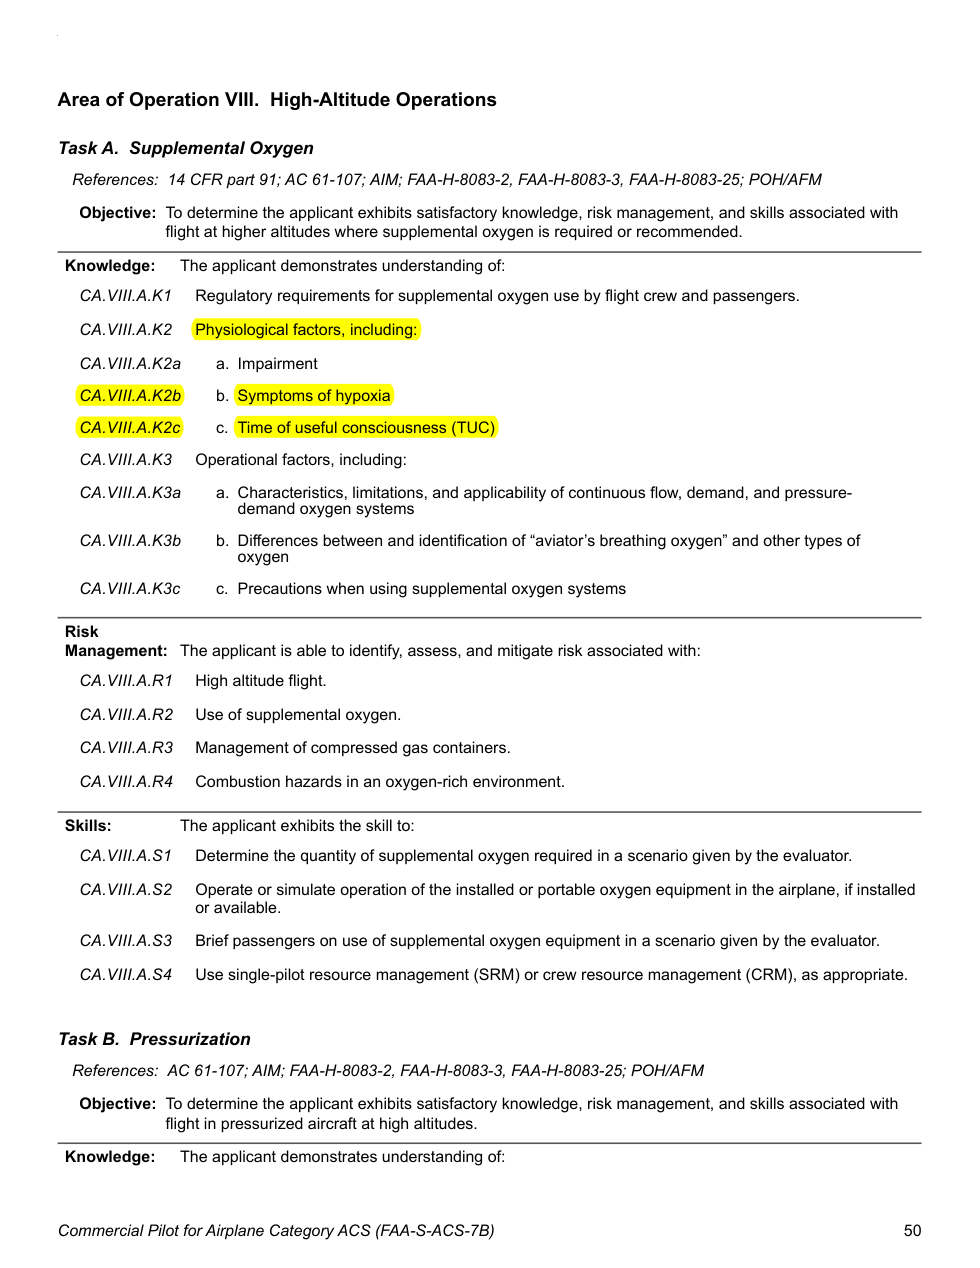 Area of Operation VIII.  High-Altitude Operations
Task A.  Supplemental Oxygen
References:  14 CFR part 91; AC 61-107; AIM; FAA-H-8083-2, FAA-H-8083-3, FAA-H-8083-25; POH/AFM
Objective:  To determine the applicant exhibits satisfactory knowledge, risk management, and skills associated with
flight at higher altitudes where supplemental oxygen is required or recommended.
Knowledge:  The applicant demonstrates understanding of:
CA.VIII.A.K1  Regulatory requirements for supplemental oxygen use by flight crew and passengers.
CA.VIII.A.K2  Physiological factors, including:
CA.VIII.A.K2a  a.  Impairment
CA.VIII.A.K2b  b.  Symptoms of hypoxia
CA.VIII.A.K2c  c.  Time of useful consciousness (TUC)
CA.VIII.A.K3  Operational factors, including:
CA.VIII.A.K3a  a.  Characteristics, limitations, and applicability of continuous flow, demand, and pressure-
demand oxygen systems
CA.VIII.A.K3b  b.  Differences between and identification of “aviator’s breathing oxygen” and other types of
oxygen
CA.VIII.A.K3c  c.  Precautions when using supplemental oxygen systems
Risk
Management:  The applicant is able to identify, assess, and mitigate risk associated with:
CA.VIII.A.R1  High altitude flight.
CA.VIII.A.R2  Use of supplemental oxygen.
CA.VIII.A.R3  Management of compressed gas containers.
CA.VIII.A.R4  Combustion hazards in an oxygen-rich environment.
Skills:  The applicant exhibits the skill to:
CA.VIII.A.S1  Determine the quantity of supplemental oxygen required in a scenario given by the evaluator.
CA.VIII.A.S2  Operate or simulate operation of the installed or portable oxygen equipment in the airplane, if installed
or available.
CA.VIII.A.S3  Brief passengers on use of supplemental oxygen equipment in a scenario given by the evaluator.
CA.VIII.A.S4  Use single-pilot resource management (SRM) or crew resource management (CRM), as appropriate.
Task B.  Pressurization
References:  AC 61-107; AIM; FAA-H-8083-2, FAA-H-8083-3, FAA-H-8083-25; POH/AFM
Objective:  To determine the applicant exhibits satisfactory knowledge, risk management, and skills associated with
flight in pressurized aircraft at high altitudes.
Knowledge:  The applicant demonstrates understanding of:
Commercial Pilot for Airplane Category ACS (FAA-S-ACS-7B)  50